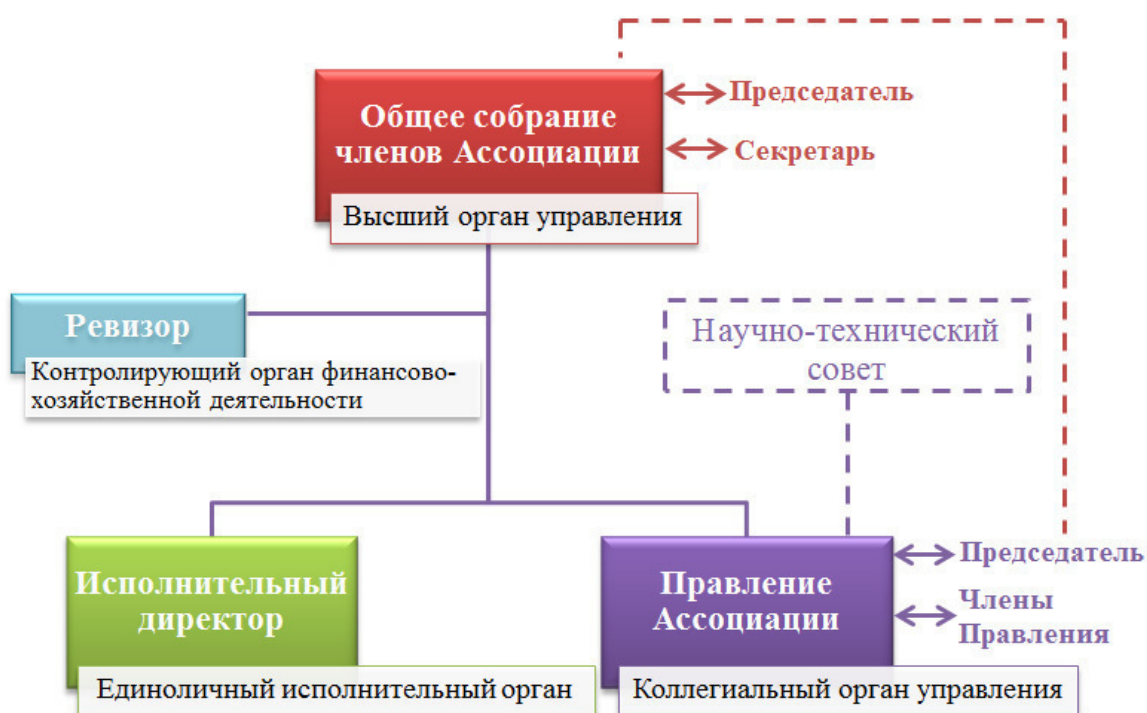 Общее собрание
членов Ассоциации
Высший орган управления
Председатель
Секретарь
Ревизор
Контролирующий орган финансово-
хозяйственной деятельности
Научно-технический
совет
Исполнительный
директор
Единоличный исполнительный орган
Правление
Ассоциации
Коллегиальный орган управления
Председатель
Члены
Правления